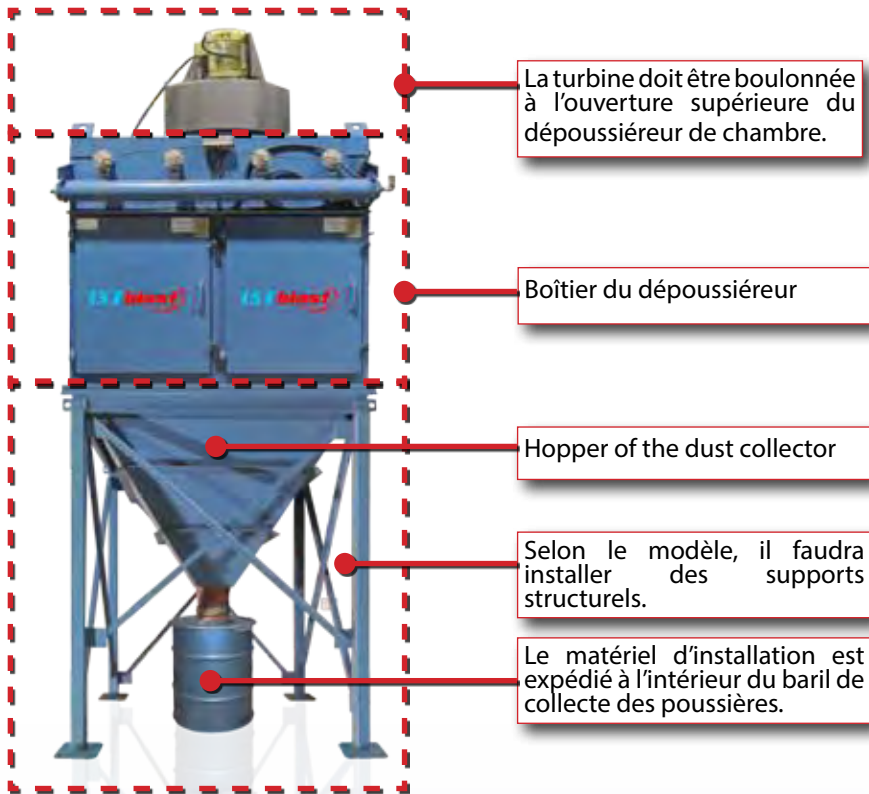 La turbine doit être boulonnée
à l'ouverture supérieure du
dépoussiéreur de chambre.
ISTblast
ISTblast
Boîtier du dépoussiéreur
Hopper of the dust collector
Selon le modèle, il faudra
installer des supports
structurels.
Le matériel d'installation est
expédié à l'intérieur du baril de
collecte des poussières.